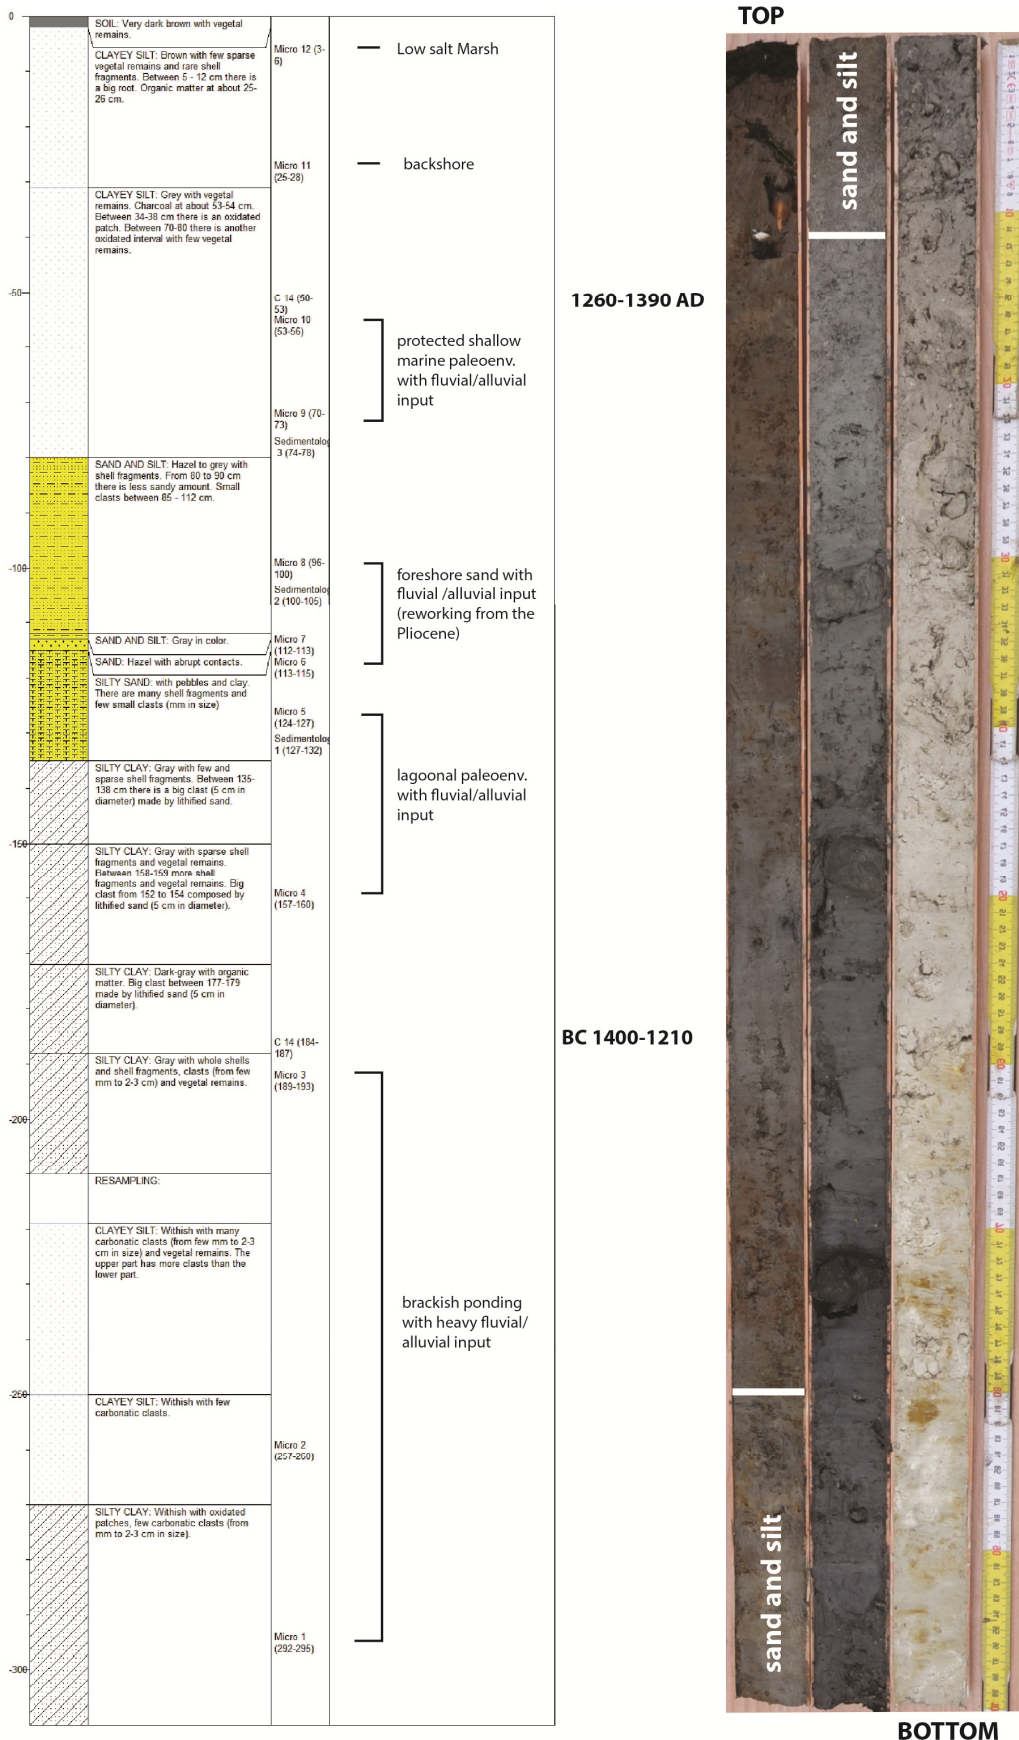 TOP
0
SOIL: Very dark brown with vegetal
remains.
CLAYEY SILT: Brown with few sparse
vegetal remains and rare shell
fragments. Between 5 - 12 cm there is
a big root. Organic matter at about 25-
26 cm.
Micro 12 (3-
6)
Low salt Marsh
sand and silt
Micro 11
(25-28)
backshore
CLAYEY SILT: Grey with vegetal
remains. Charcoal at about 53-54 cm.
Between 34-38 cm there is an oxidated
patch. Between 70-80 there is another
oxidated interval with few vegetal
remains.
-50
C 14 (50-
53)
Micro 10
(53-56)
1260-1390 AD
protected shallow
marine paleoenv.
with fluvial/alluvial
input
Micro 9 (70-
73)
Sedimentolog
3 (74-78)
SAND AND SILT: Hazel to grey with
shell fragments. From 80 to 90 cm
there is less sandy amount. Small
clasts between 85 - 112 cm.
-100
Micro 8 (96-
100)
Sedimentolog
2 (100-105)
foreshore sand with
fluvial /alluvial input
(reworking from the
Pliocene)
SAND AND SILT: Gray in color.
Micro 7
(112-113)
SAND: Hazel with abrupt contacts.
Micro 6
(113-115)
SILTY SAND: with pebbles and clay.
There are many shell fragments and
few small clasts (mm in size)
Micro 5
(124-127)
Sedimentolog
1 (127-132)
lagoonal paleoenv.
with fluvial/alluvial
input
SILTY CLAY: Gray with few and
sparse shell fragments. Between 135-
138 cm there is a big clast (5 cm in
diameter) made by lithified sand.
-150
SILTY CLAY: Gray with sparse shell
fragments and vegetal remains.
Between 158-159 more shell
fragments and vegetal remains. Big
clast from 152 to 154 composed by
lithified sand (5 cm in diameter).
Micro 4
(157-160)
SILTY CLAY: Dark-gray with organic
matter. Big clast between 177-179
made by lithified sand (5 cm in
diameter).
C 14 (184-
187)
BC 1400-1210
SILTY CLAY: Gray with whole shells
and shell fragments, clasts (from few
mm to 2-3 cm) and vegetal remains.
Micro 3
(189-193)
-200
RESAMPLING:
CLAYEY SILT: Withish with many
carbonatic clasts (from few mm to 2-3
cm in size) and vegetal remains. The
upper part has more clasts than the
lower part.
brackish ponding
with heavy fluvial/
alluvial input
-250
CLAYEY SILT: Withish with few
carbonatic clasts.
Micro 2
(257-260)
SILTY CLAY: Withish with oxidated
patches, few carbonatic clasts (from
mm to 2-3 cm in size).
sand and silt
Micro 1
(292-295)
-300
BOTTOM